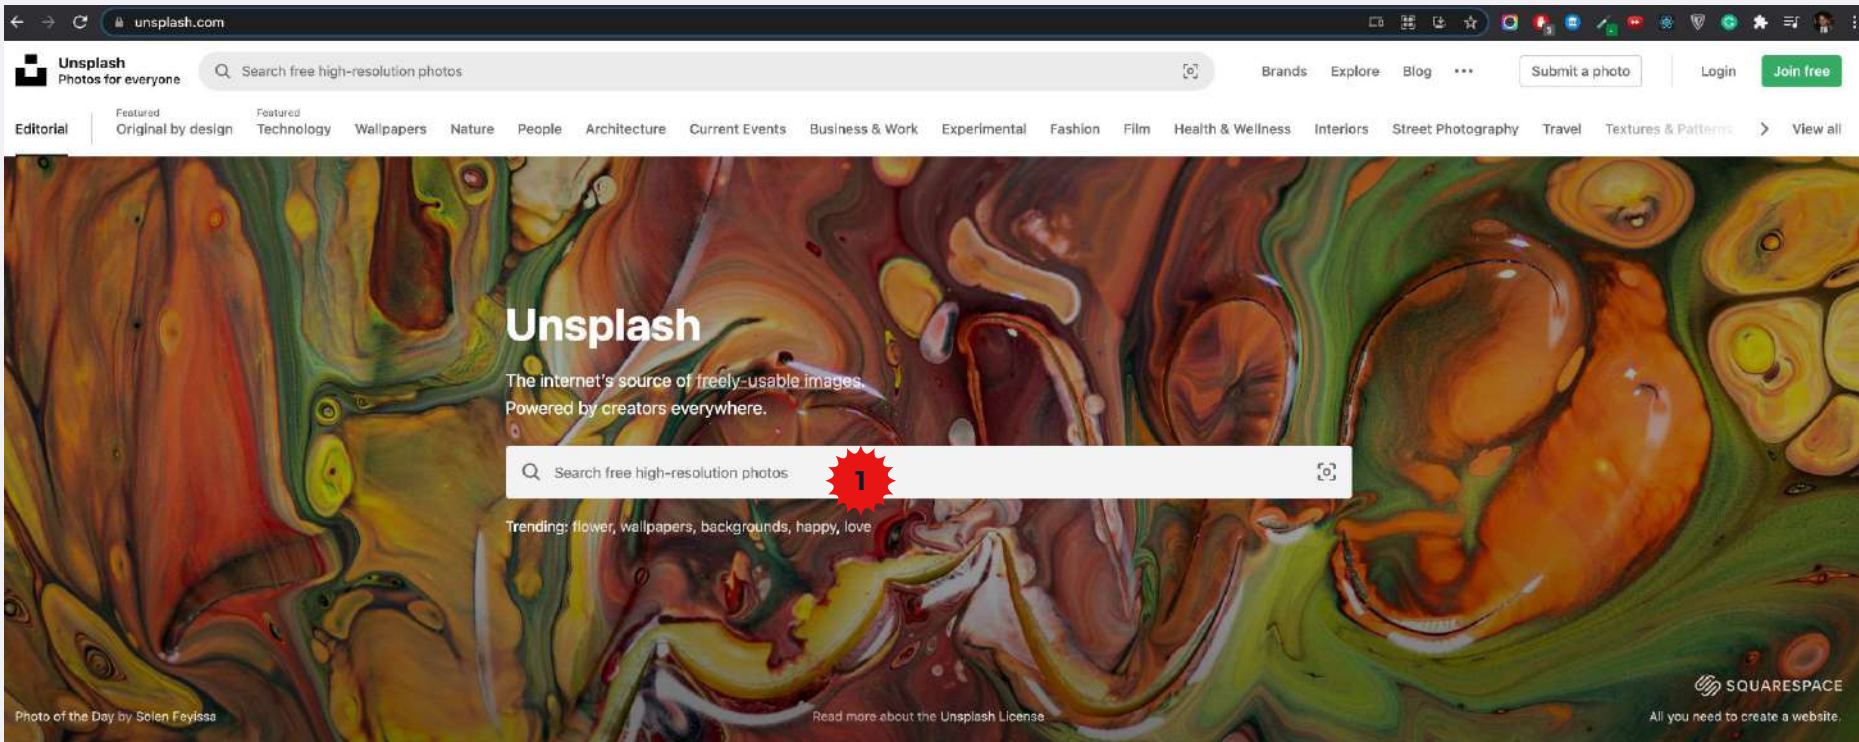 unsplash.com
Unsplash
Photos for everyone
Search free high-resolution photos
Brands Explore Blog ••• Submit a photo Login Join free
Editorial
Featured
Original by design
Featured
Technology
Wallpapers Nature People Architecture Current Events Business & Work Experimental Fashion Film Health & Wellness Interiors Street Photography Travel Textures & Patterns View all
Unsplash
The internet's source of freely-usable images.
Powered by creators everywhere.
Search free high-resolution photos
1
Trending: flower, wallpapers, backgrounds, happy, love
SQUARESPACE
Photo of the Day by Solen Feyissa
Read more about the Unsplash License
All you need to create a website.